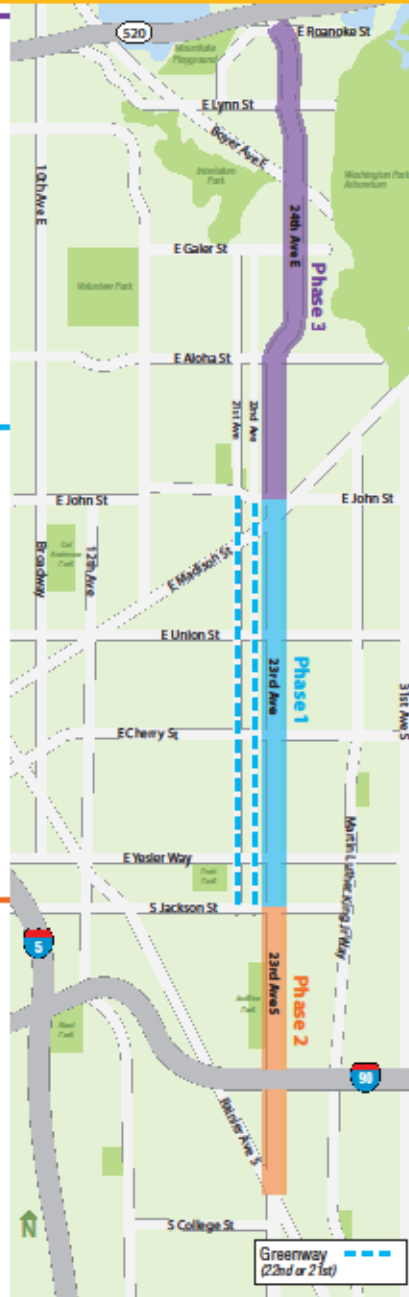 520
E Roanoke St
Montlake
Playground
E Lynn St
Boyer Ave E
Interlaken
Park
Washington Park
Arboretum
10th Ave E
24th Ave E
E Galer St
Volunteer Park
Phase 3
E Aloha St
21st Ave
22nd Ave
E John St
E John St
Cal
Anderson
Park
Broadway
12th Ave
E Madison St
E Union St
Phase 1
23rd Ave
31st Ave S
E Cherry St
Martin Luther King Jr Way
E Yesler Way
S Jackson St
5
23rd Ave S
Phase 2
90
Rainier Ave S
N
S College St
Greenway
(22nd or 21st)